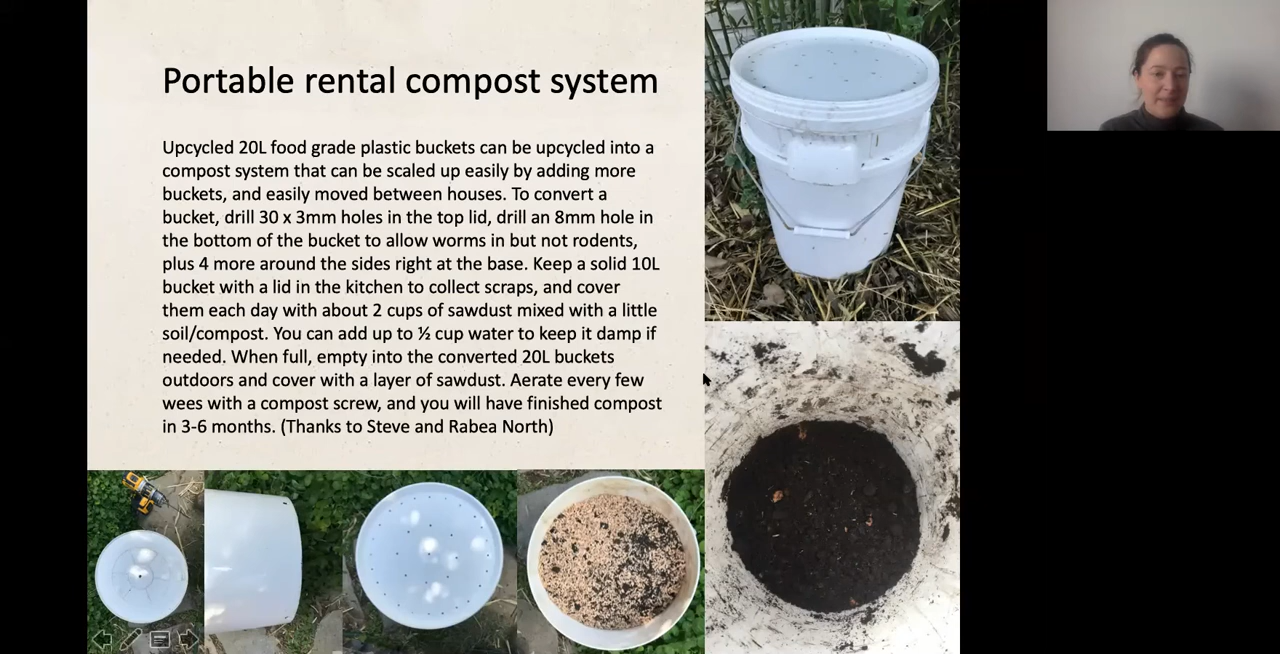 Portable rental compost system
Upcycled 20L food grade plastic buckets can be upcycled into a
compost system that can be scaled up easily by adding more
buckets, and easily moved between houses. To convert a
bucket, drill 30 x 3mm holes in the top lid, drill an 8mm hole in
the bottom of the bucket to allow worms in but not rodents,
plus 4 more around the sides right at the base. Keep a solid 10L
bucket with a lid in the kitchen to collect scraps, and cover
them each day with about 2 cups of sawdust mixed with a little
soil/compost. You can add up to ½ cup water to keep it damp if
needed. When full, empty into the converted 20L buckets
outdoors and cover with a layer of sawdust. Aerate every few
wees with a compost screw, and you will have finished compost
in 3-6 months. (Thanks to Steve and Rabea North)